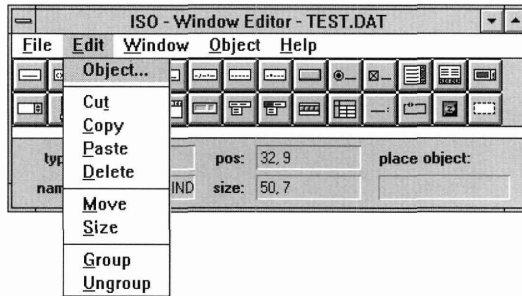 ISO - Window Editor - TEST.DAT
File Edit Window Object Help
Object...
Cut
Copy
Paste
Delete
Move
Size
Group
Ungroup
pos: 32, 9 place object:
size: 50, 7